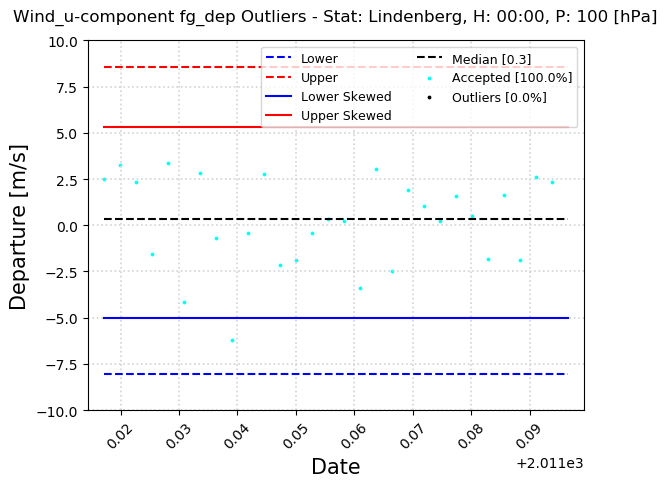 Wind_u-component fg_dep Outliers - Stat: Lindenberg, H: 00:00, P: 100 [hPa]
Lower
Upper
Lower Skewed
Upper Skewed
Median [0.3]
Accepted [100.0%]
Outliers [0.0%]
Departure [m/s]
10.0
7.5
5.0
2.5
0.0
−2.5
−5.0
−7.5
−10.0
0.02
0.03
0.04
0.05
0.06
0.07
0.08
0.09
+2.011e3
Date